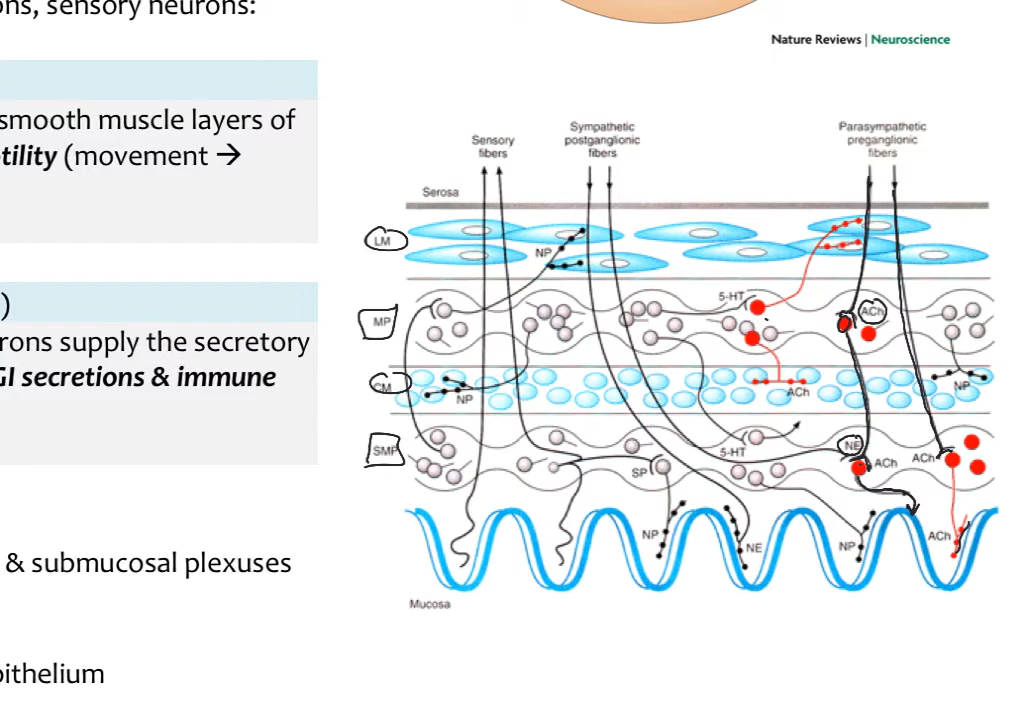 ons, sensory neurons:
smooth muscle layers of
tility (movement →
)
rons supply the secretory
GI secretions & immune
& submucosal plexuses
pithelium
Nature Reviews | Neuroscience
Sensory
fibers
Sympathetic
postganglionic
fibers
Parasympathetic
preganglionic
fibers
Serosa
LM
NP
5-HT
ACh
MP
CM
NP
ACh
NP
SMP
5-HT
NE
SP
ACh
ACh
NP
NE
NP
ACh
Mucosa